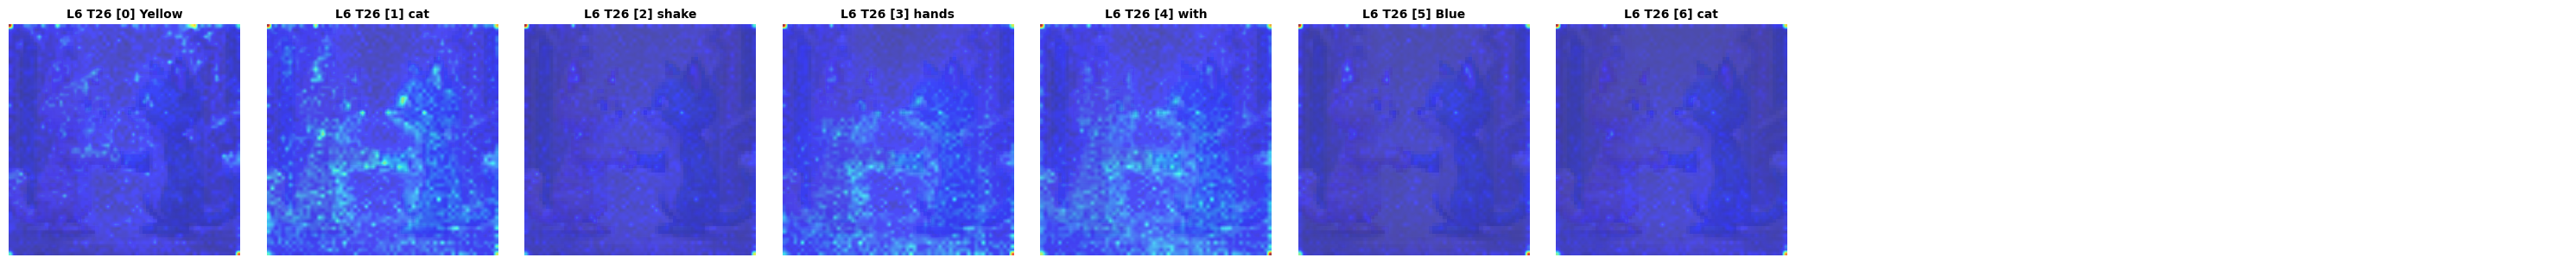 L6 T26 [0] Yellow
L6 T26 [1] cat
L6 T26 [2] shake
L6 T26 [3] hands
L6 T26 [4] with
L6 T26 [5] Blue
L6 T26 [6] cat